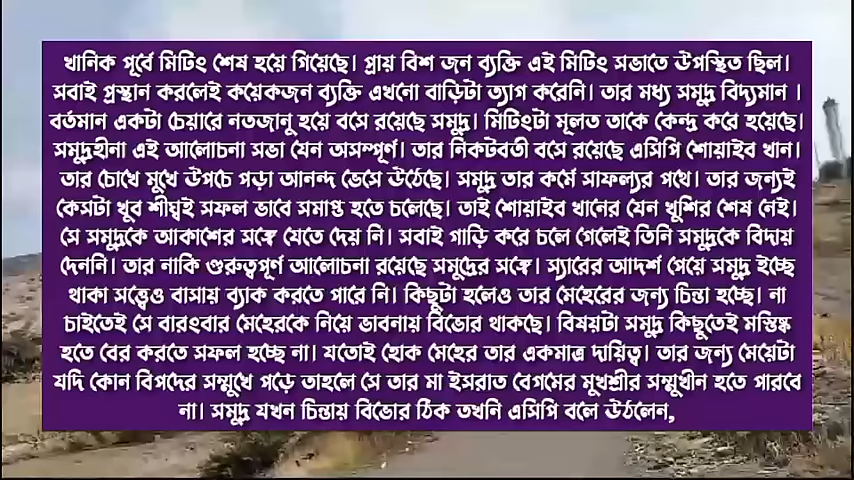 খানিক পূর্বে মিটিং শেষ হয়ে গিয়েছে। প্রায় বিশ জন ব্যক্তি এই মিটিং সভাতে উপস্থিত ছিল।
সবাই প্রস্থান করলেই কয়েকজন ব্যক্তি এখনো বাড়িটা ত্যাগ করেনি। তার মধ্য সমুদ্র বিদ্যমান ।
বর্তমান একটা চেয়ারে নতজানু হয়ে বসে রয়েছে সমুদ্র। মিটিংটা মূলত তাকে কেন্দ্র করে হয়েছে।
সমুদ্রহীনা এই আলোচনা সভা যেন অসম্পূর্ণ। তার নিকটবর্তী বসে রয়েছে এসিপি শোয়াইব খান।
তার চোখে মুখে উপচে পড়া আনন্দ ভেসে উঠেছে। সমুদ্র তার কর্মে সাফল্যর পথে। তার জন্যই
কেসটা খুব শীঘ্রই সফল ভাবে সমাপ্ত হতে চলেছে। তাই শোয়াইব খানের যেন খুশির শেষ নেই।
সে সমুদ্রকে আকাশের সঙ্গে যেতে দেয় নি। সবাই গাড়ি করে চলে গেলেই তিনি সমুদ্রকে বিদায়
দেননি। তার নাকি গুরুত্বপূর্ণ আলোচনা রয়েছে সমুদ্রের সঙ্গে। স্যারের আদর্শ পেয়ে সমুদ্র ইচ্ছে
থাকা সত্ত্বেও বাসায় ব্যাক করতে পারে নি। কিছুটা হলেও তার মেহেরের জন্য চিন্তা হচ্ছে। না
চাইতেই সে বারংবার মেহেরকে নিয়ে ভাবনায় বিভোর থাকছে। বিষয়টা সমুদ্র কিছুতেই মস্তিষ্ক
হতে বের করতে সফল হচ্ছে না। যতোই হোক মেহের তার একমাত্র দায়িত্ব। তার জন্য মেয়েটা
যদি কোন বিপদের সম্মুখে পড়ে তাহলে সে তার মা ইসরাত বেগমের মুখশ্রীর সম্মুখীন হতে পারবে
না। সমুদ্র যখন চিন্তায় বিভোর ঠিক তখনি এসিপি বলে উঠলেন,